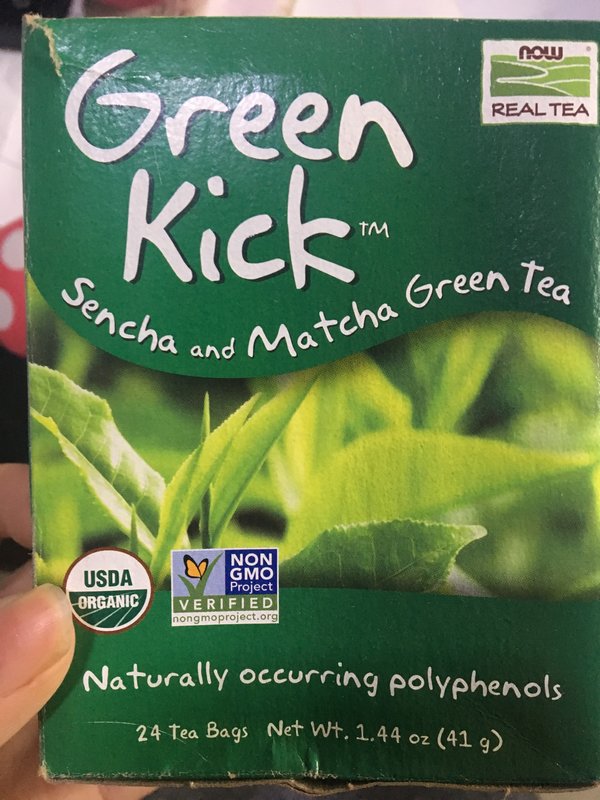 Green
now
REAL TEA
Kick™
Sencha and Matcha Green Tea
USDA
ORGANIC
NON
GMO
Project
VERIFIED
nongmoproject.org
Naturally occurring polyphenols
24 Tea Bags Net Wt. 1.44 oz (41 g)